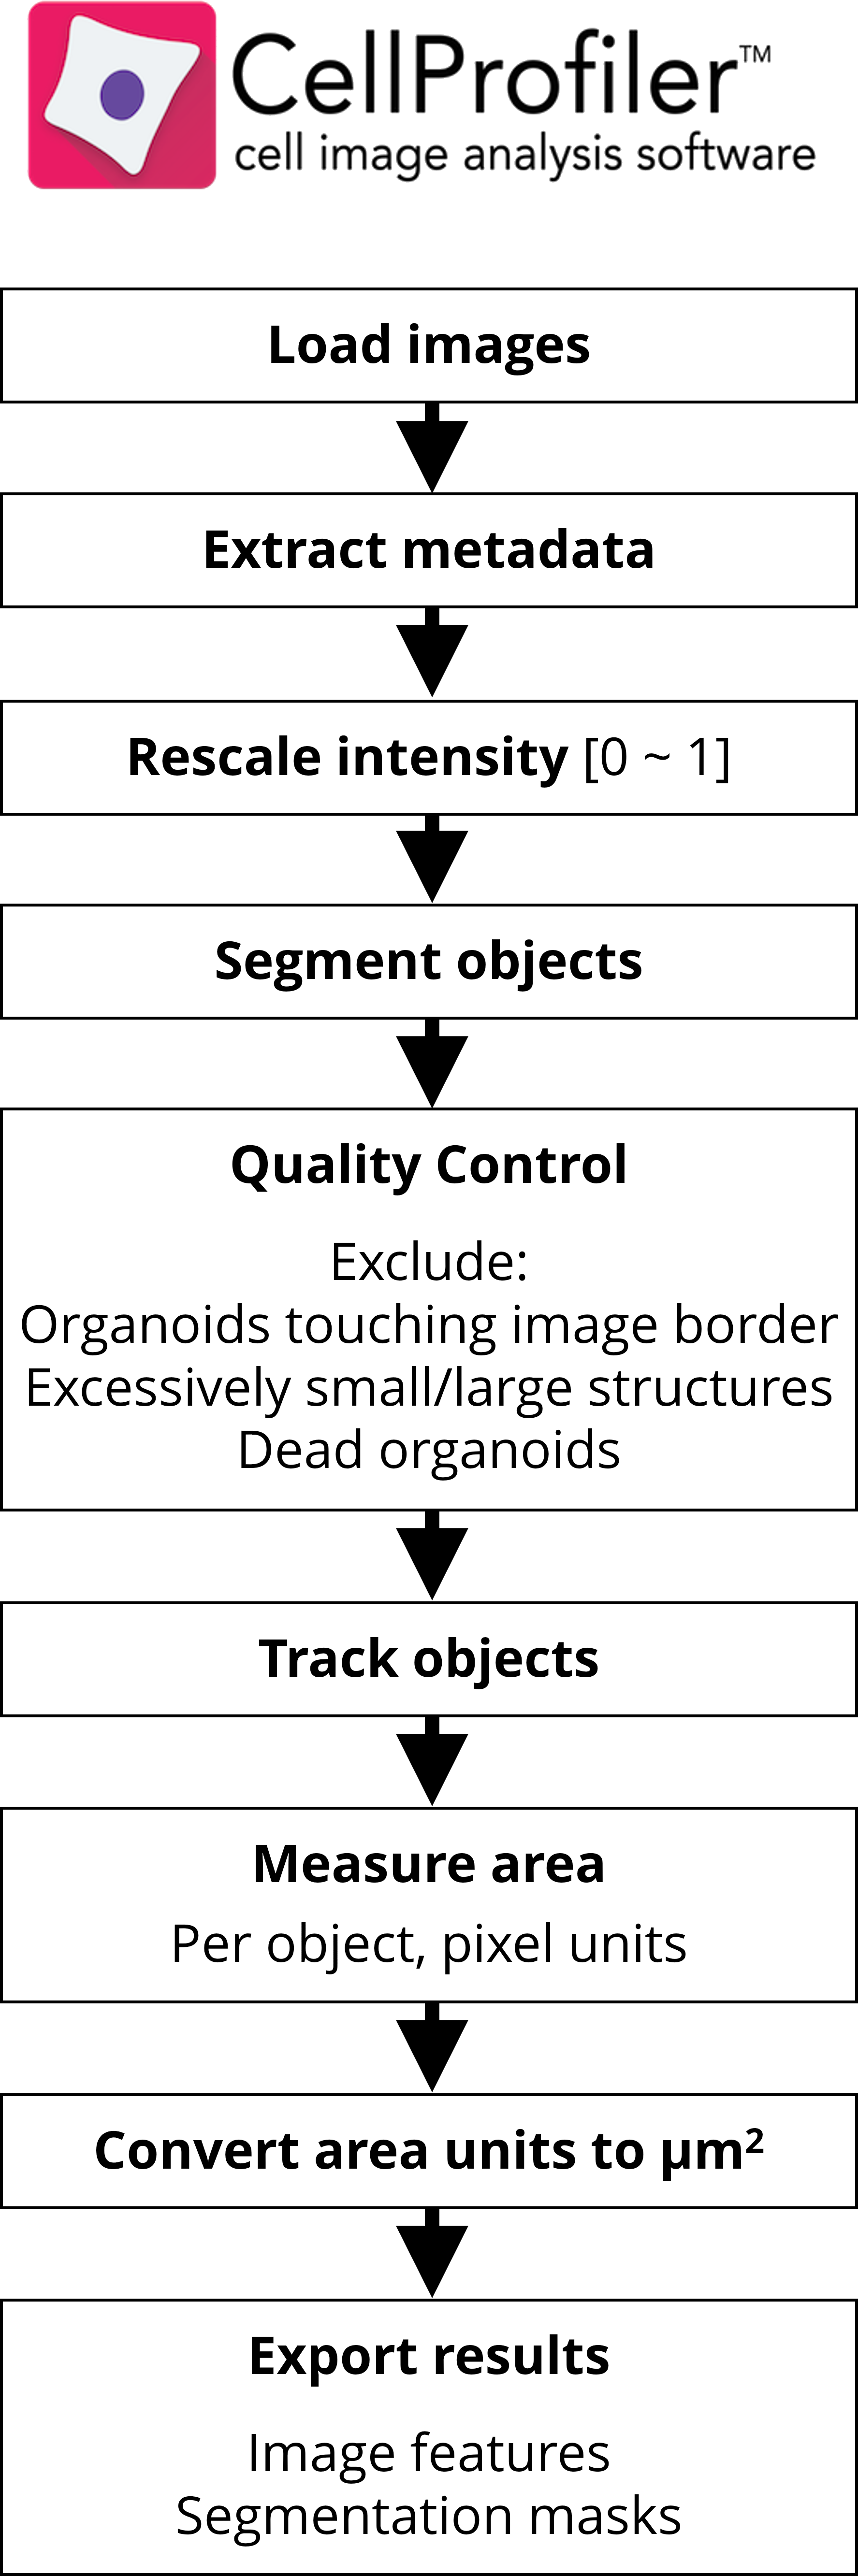 CellProfiler™
cell image analysis software
Load images
Extract metadata
Rescale intensity [0 ~ 1]
Segment objects
Quality Control
Exclude:
Organoids touching image border
Excessively small/large structures
Dead organoids
Track objects
Measure area
Per object, pixel units
Convert area units to µm²
Export results
Image features
Segmentation masks